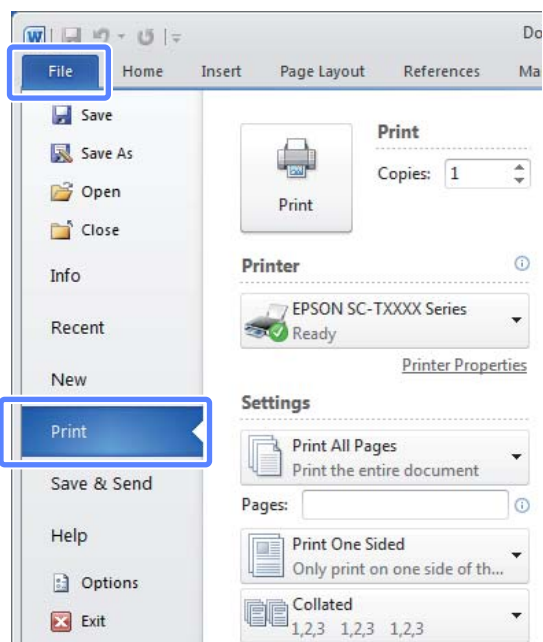 W
Do
File Home Insert Page Layout References Ma
Save
Save As
Open
Close
Info
Recent
New
Print
Save & Send
Help
Options
Exit
Print
Print
Copies: 1
Printer
EPSON SC-TXXXX Series
Ready
Printer Properties
Settings
Print All Pages
Print the entire document
Pages:
Print One Sided
Only print on one side of th...
Collated
1,2,3 1,2,3 1,2,3